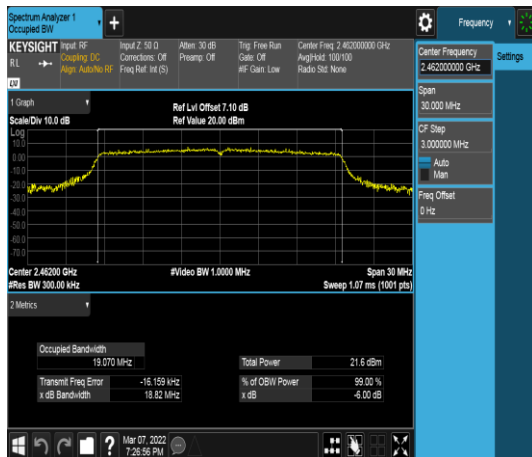 Spectrum Analyzer 1
Occupied BW
+
Frequency
KEYSIGHT
RL
LXI
Input: RF
Coupling: DC
Align: Auto/No RF
Input Z: 50 Ω
Corrections: Off
Freq Ref: Int (S)
Atten: 30 dB
Preamp: Off
Trig: Free Run
Gate: Off
#IF Gain: Low
Center Freq: 2.462000000 GHz
Avg|Hold: 100/100
Radio Std: None
Center Frequency
2.462000000 GHz
Settings
Span
30.000 MHz
CF Step
3.000000 MHz
Auto
Man
Freq Offset
0 Hz
1 Graph
Scale/Div 10.0 dB
Ref Lvl Offset 7.10 dB
Ref Value 20.00 dBm
Log
10.0
0.00
-10.0
-20.0
-30.0
-40.0
-50.0
-60.0
-70.0
Center 2.46200 GHz
#Res BW 300.00 kHz
#Video BW 1.0000 MHz
Span 30 MHz
Sweep 1.07 ms (1001 pts)
2 Metrics
Occupied Bandwidth
19.070 MHz
Total Power 21.6 dBm
Transmit Freq Error -16.159 kHz
% of OBW Power 99.00 %
x dB Bandwidth 18.82 MHz
x dB -6.00 dB
?
Mar 07, 2022
7:26:56 PM